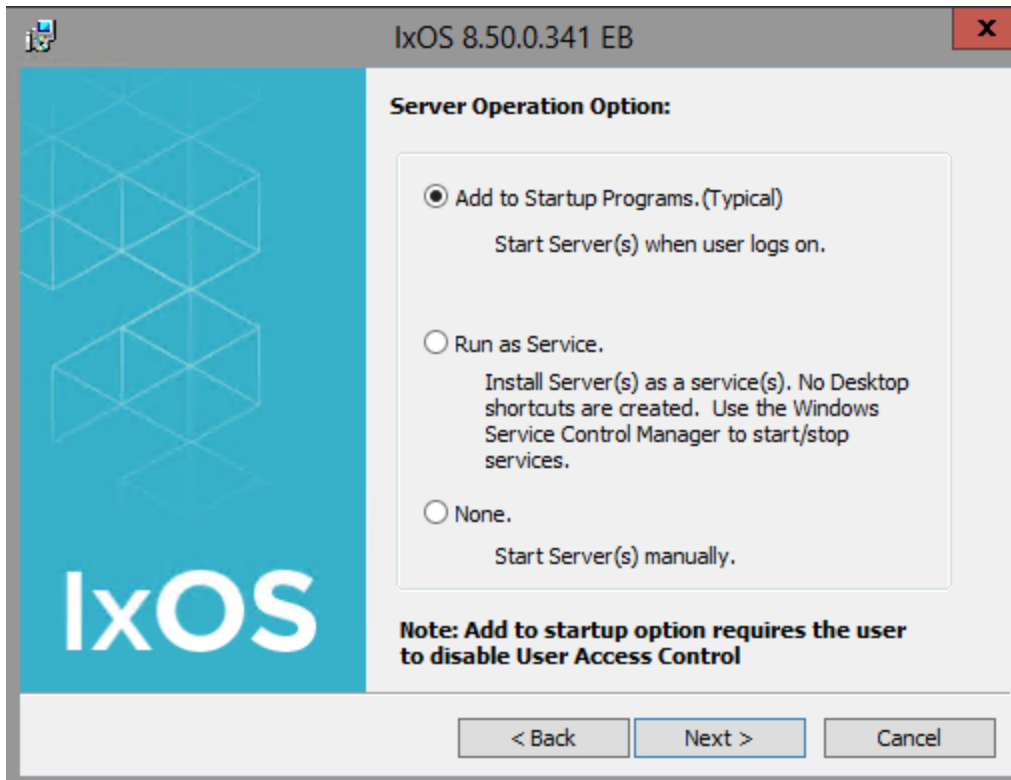 IxOS 8.50.0.341 EB
x
Server Operation Option:
Add to Startup Programs.(Typical)
Start Server(s) when user logs on.
Run as Service.
Install Server(s) as a service(s). No Desktop
shortcuts are created.  Use the Windows
Service Control Manager to start/stop
services.
None.
Start Server(s) manually.
IxOS
Note: Add to startup option requires the user
to disable User Access Control
< Back
Next >
Cancel